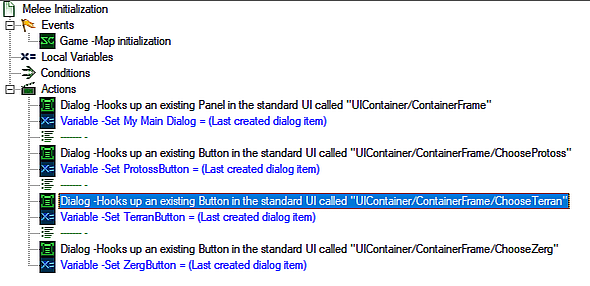 Melee Initialization
Events
Game -Map initialization
Local Variables
Conditions
Actions
Dialog -Hooks up an existing Panel in the standard UI called "UIContainer/ContainerFrame"
Variable -Set My Main Dialog = (Last created dialog item)
------- -
Dialog -Hooks up an existing Button in the standard UI called "UIContainer/ContainerFrame/ChooseProtoss"
Variable -Set ProtossButton = (Last created dialog item)
------- -
Dialog -Hooks up an existing Button in the standard UI called "UIContainer/ContainerFrame/ChooseTerran"
Variable -Set TerranButton = (Last created dialog item)
------- -
Dialog -Hooks up an existing Button in the standard UI called "UIContainer/ContainerFrame/ChooseZerg"
Variable -Set ZergButton = (Last created dialog item)